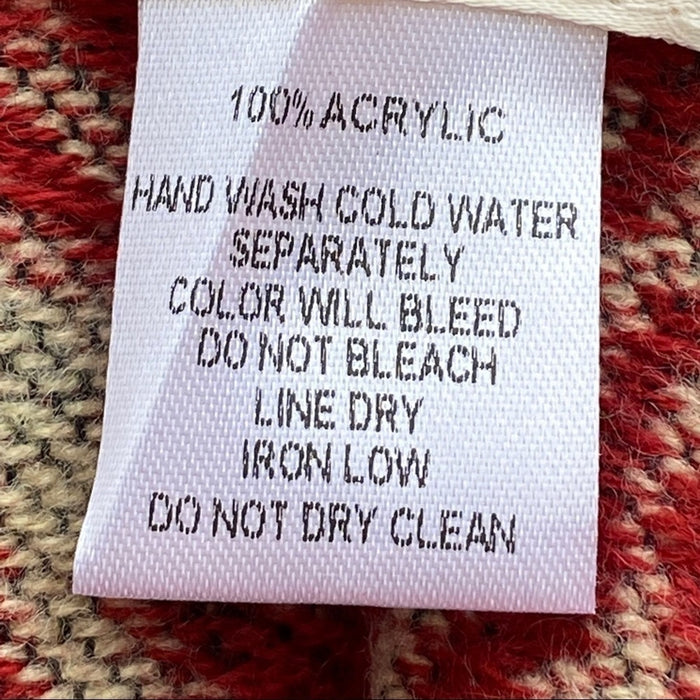 100% ACRYLIC
HAND WASH COLD WATER
SEPARATELY
COLOR WILL BLEED
DO NOT BLEACH
LINE DRY
IRON LOW
DO NOT DRY CLEAN